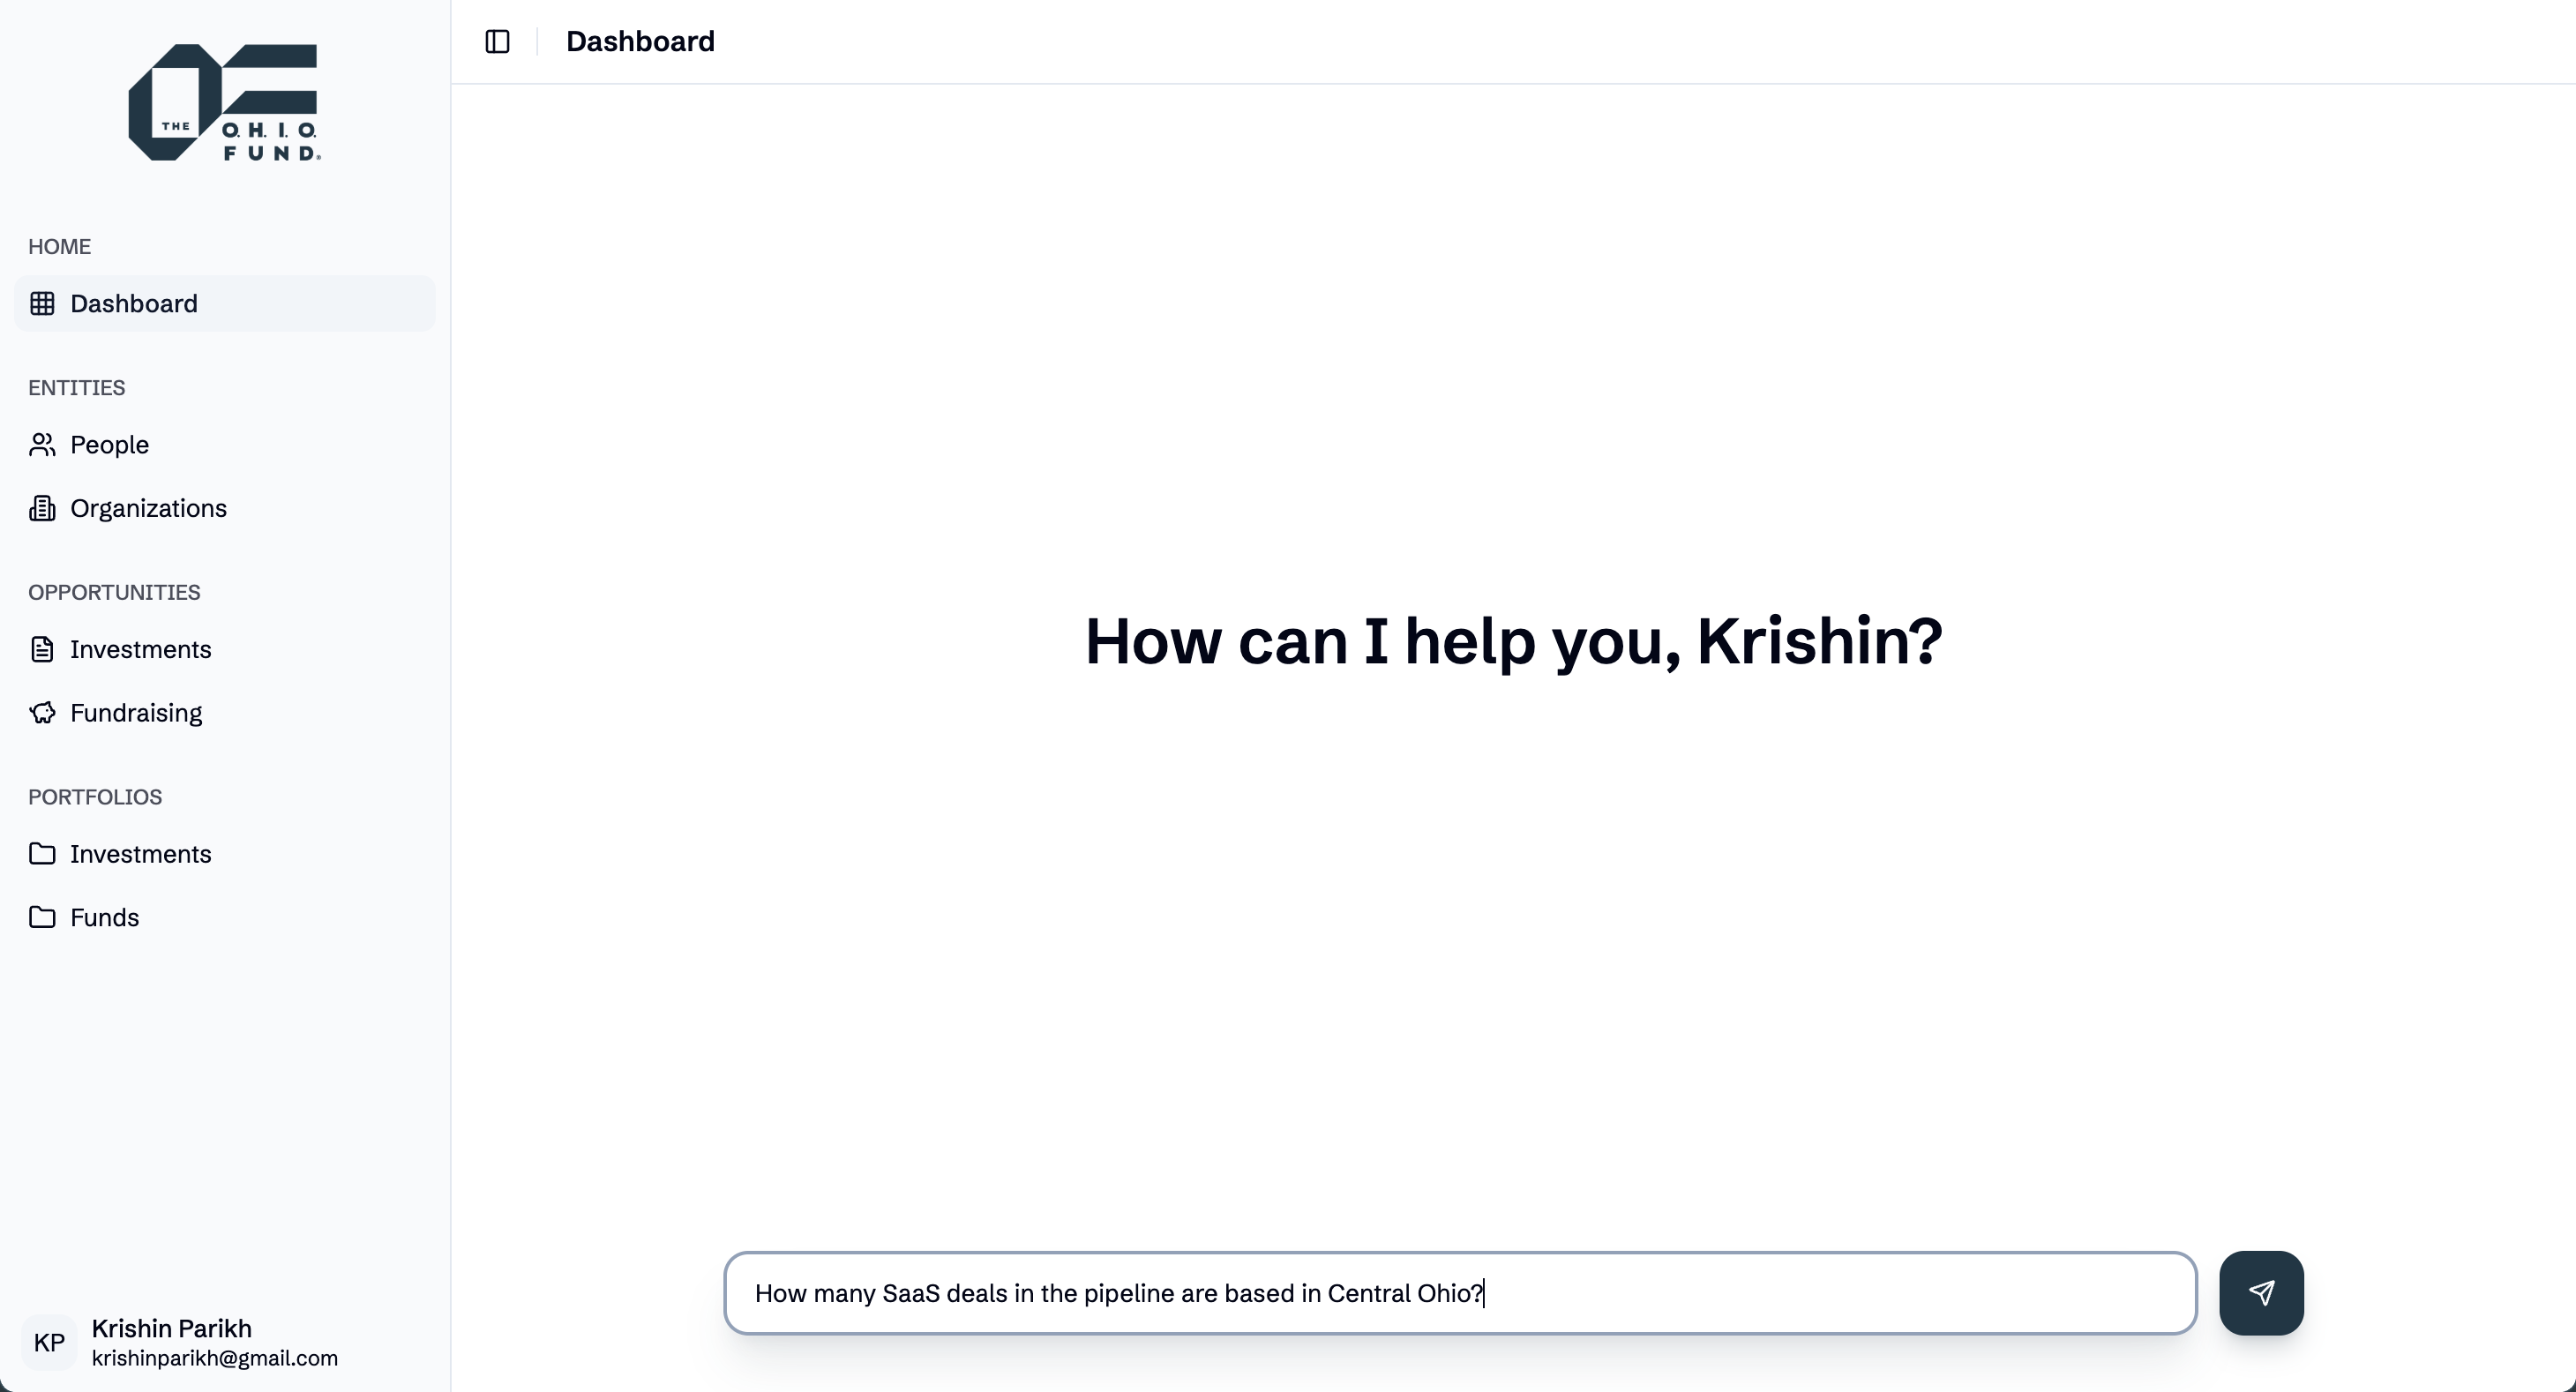 THE
O.H.I.O.
FUND.®
HOME
Dashboard
ENTITIES
People
Organizations
OPPORTUNITIES
Investments
Fundraising
PORTFOLIOS
Investments
Funds
KP
Krishin Parikh
krishinparikh@gmail.com
Dashboard
How can I help you, Krishin?
How many SaaS deals in the pipeline are based in Central Ohio?